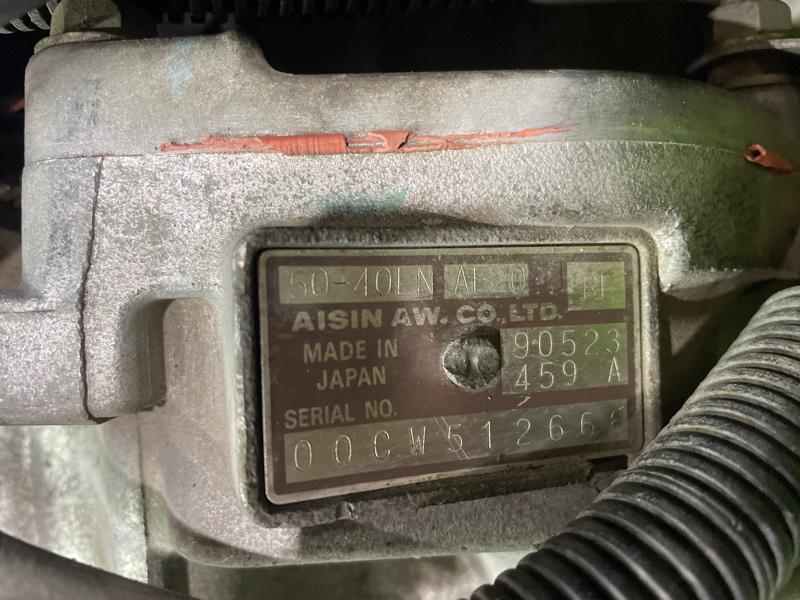 50-40LN AE20
AISIN AW. CO., LTD.
MADE IN JAPAN
90523
459 A
SERIAL NO.
00CW512666